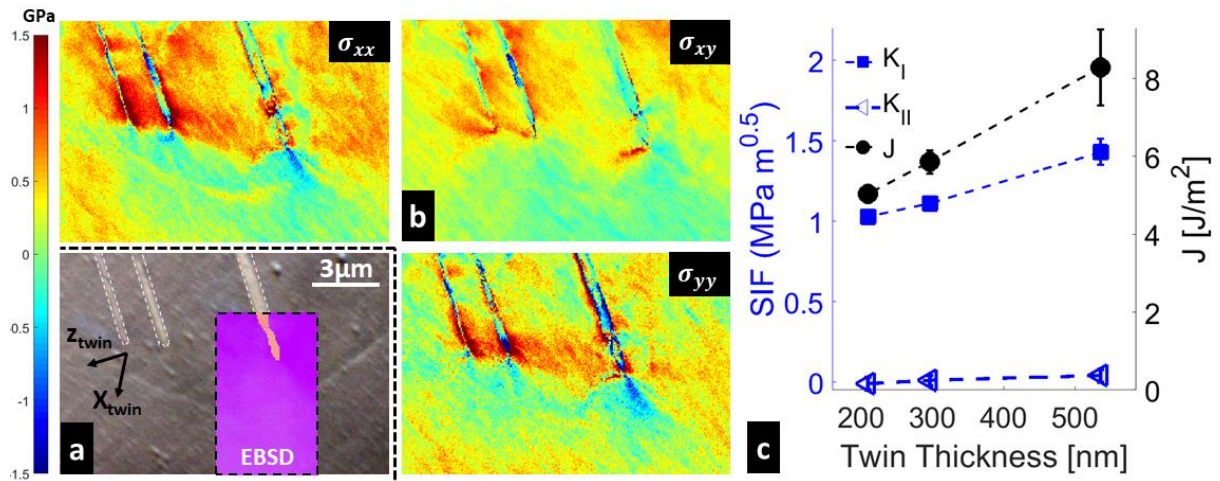 GPa
1.5
1
0.5
0
-0.5
-1
-1.5
σxx
σxy
b
3μm
Ztwin
Xtwin
a
EBSD
σyy
c
KI
KII
J
SIF (MPa m^0.5)
2
1.5
1
0.5
0
J [J/m^2]
8
6
4
2
0
200
300
400
500
Twin Thickness [nm]